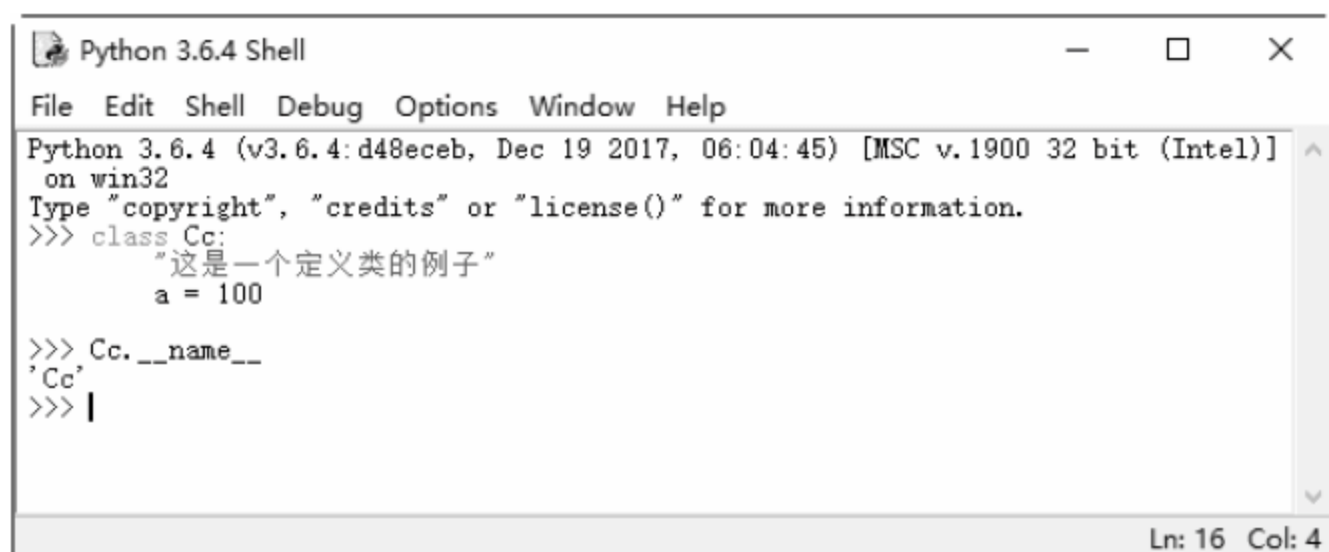 Python 3.6.4 Shell
File Edit Shell Debug Options Window Help
Python 3.6.4 (v3.6.4:d48eceb, Dec 19 2017, 06:04:45) [MSC v.1900 32 bit (Intel)]
on win32
Type "copyright", "credits" or "license()" for more information.
>>> class Cc:
"这是一个定义类的例子"
a = 100
>>> Cc.__name__
'Cc'
>>>
Ln: 16 Col: 4